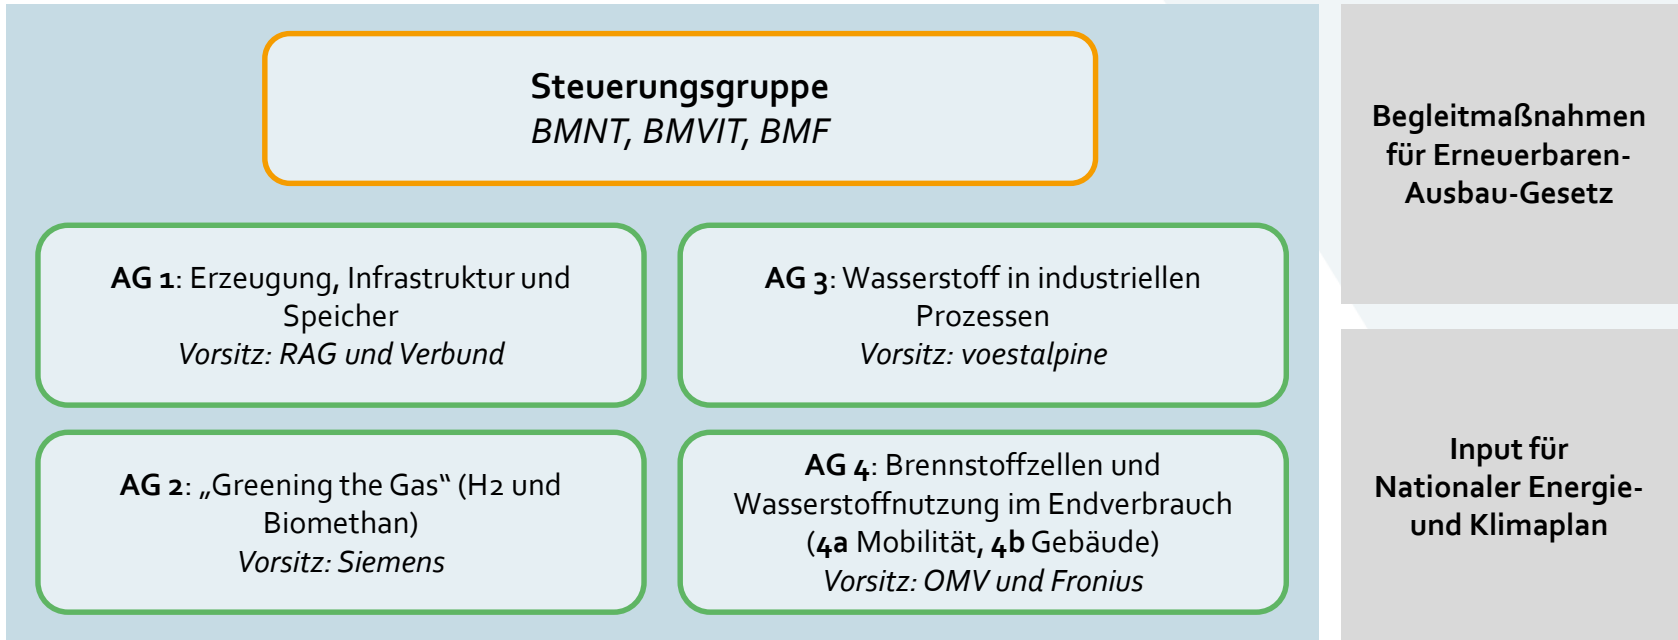 Steuerungsgruppe
BMNT, BMVIT, BMF
AG 1: Erzeugung, Infrastruktur und
Speicher
Vorsitz: RAG und Verbund
AG 2: „Greening the Gas“ (H2 und
Biomethan)
Vorsitz: Siemens
AG 3: Wasserstoff in industriellen
Prozessen
Vorsitz: voestalpine
AG 4: Brennstoffzellen und
Wasserstoffnutzung im Endverbrauch
(4a Mobilität, 4b Gebäude)
Vorsitz: OMV und Fronius
Begleitmaßnahmen
für Erneuerbaren-
Ausbau-Gesetz
Input für
Nationaler Energie-
und Klimaplan